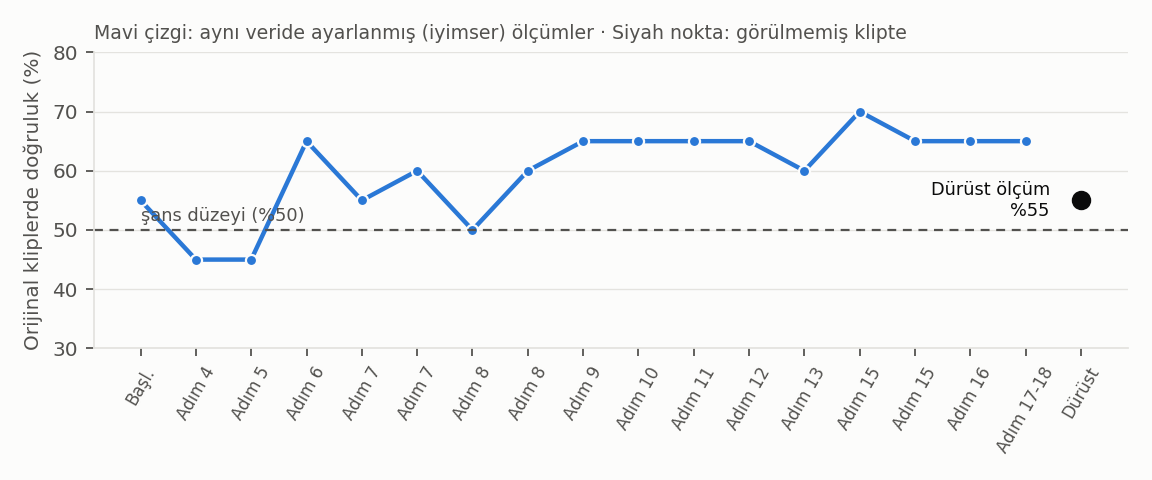 Mavi çizgi: aynı veride ayarlanmış (iyimser) ölçümler · Siyah nokta: görülmemiş klipte
Orijinal kliplerde doğruluk (%)
80
70
60
50
40
30
şans düzeyi (%50)
Dürüst ölçüm
%55
Başl.
Adım 4
Adım 5
Adım 6
Adım 7
Adım 7
Adım 8
Adım 8
Adım 9
Adım 10
Adım 11
Adım 12
Adım 13
Adım 15
Adım 15
Adım 16
Adım 17-18
Dürüst